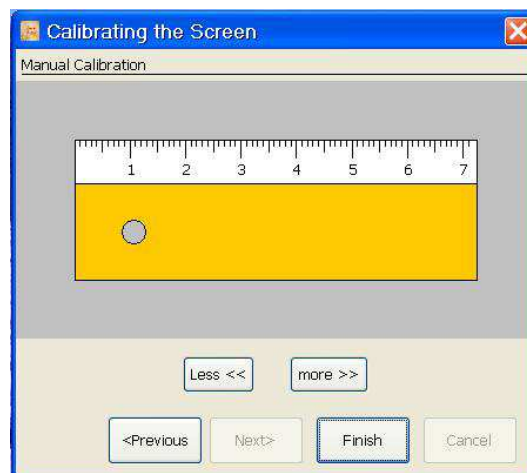 Calibrating the Screen
Manual Calibration
1 2 3 4 5 6 7
Less << more >>
<Previous Next> Finish Cancel